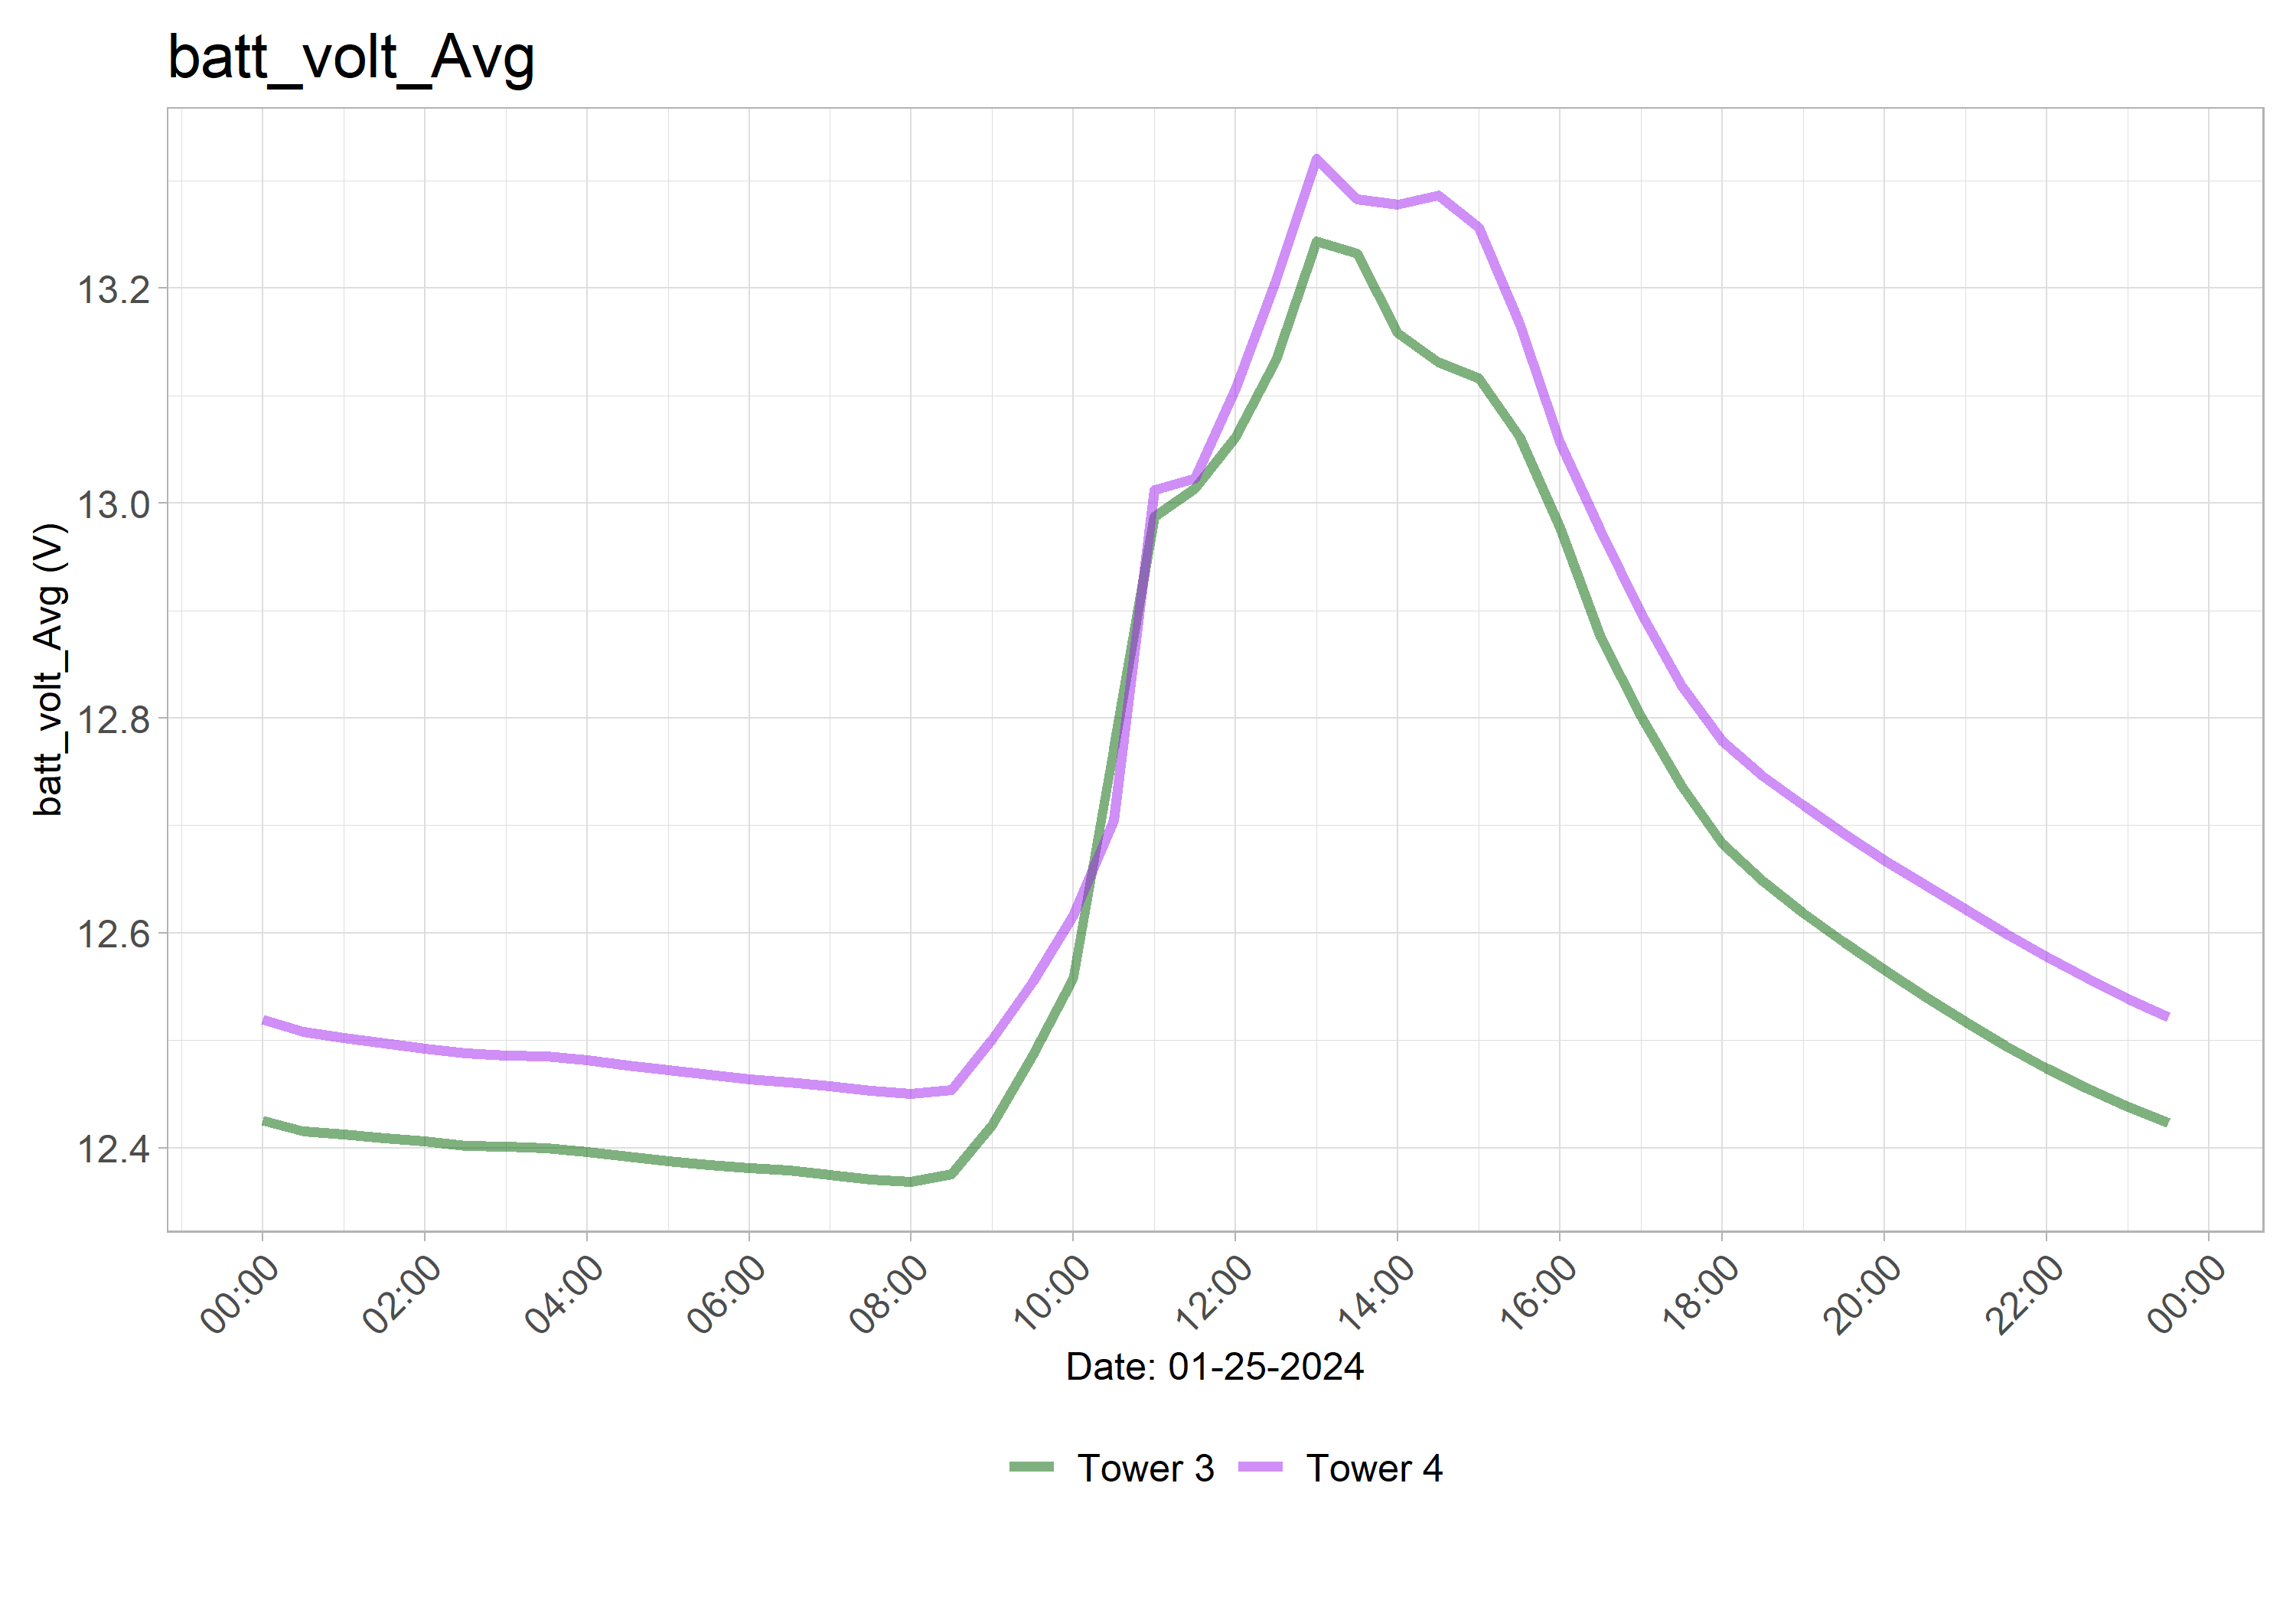 batt_volt_Avg
batt_volt_Avg (V)
13.2
13.0
12.8
12.6
12.4
00:00 02:00 04:00 06:00 08:00 10:00 12:00 14:00 16:00 18:00 20:00 22:00 00:00
Date: 01-25-2024
Tower 3 Tower 4